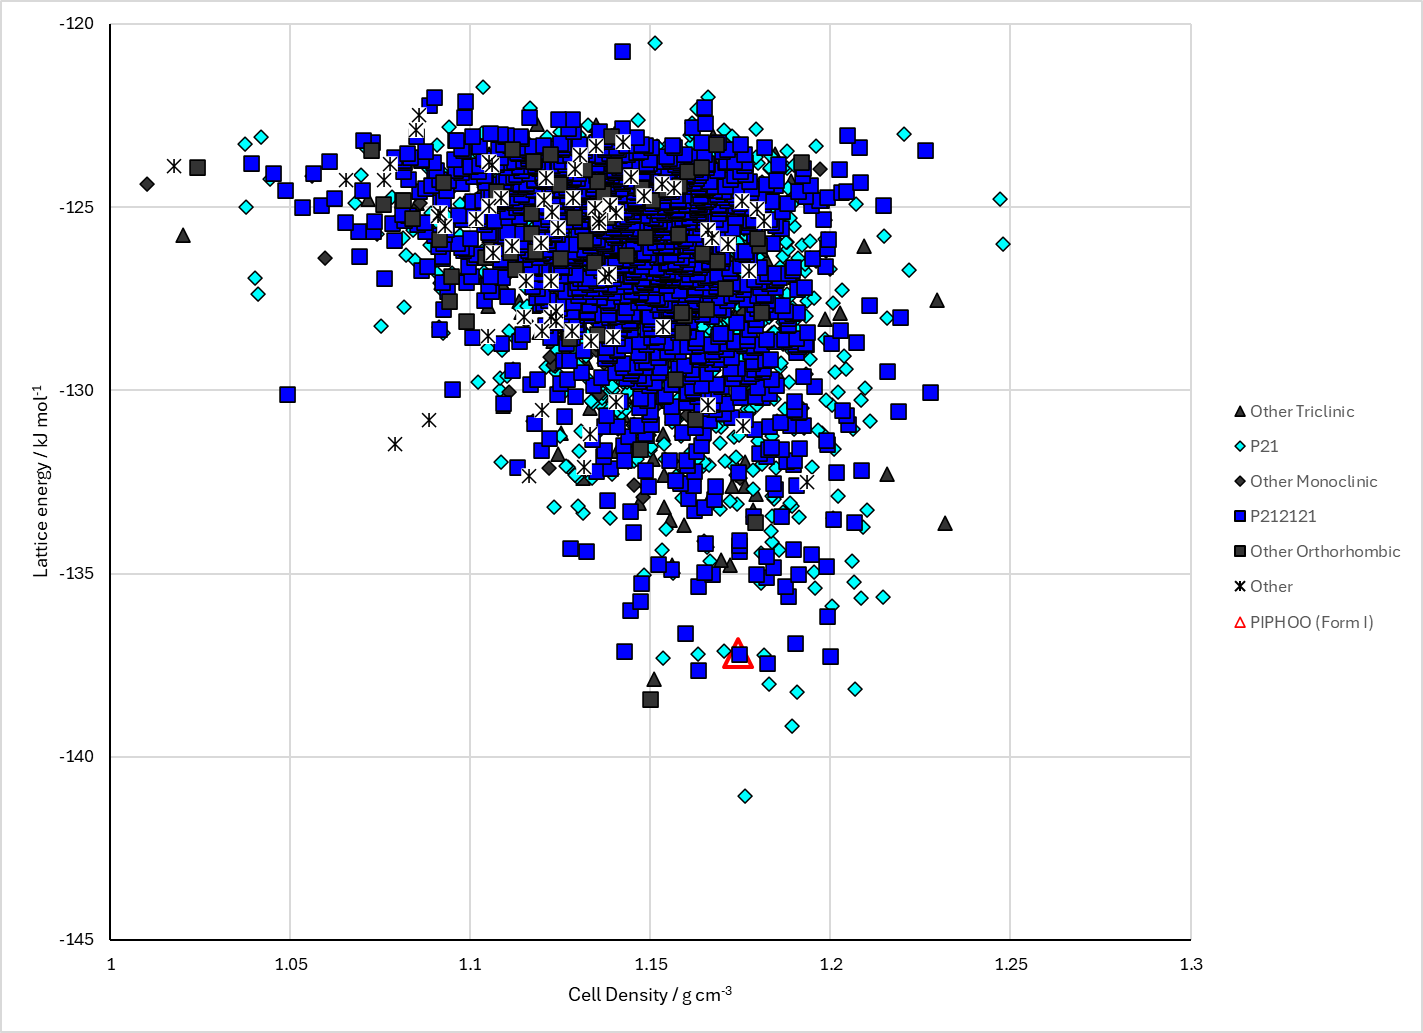 -120
-125
-130
-135
-140
-145
Lattice energy / kJ mol-1
1
1.05
1.1
1.15
1.2
1.25
1.3
Cell Density / g cm-3
Other Triclinic
P21
Other Monoclinic
P212121
Other Orthorhombic
Other
PIPHOO (Form I)